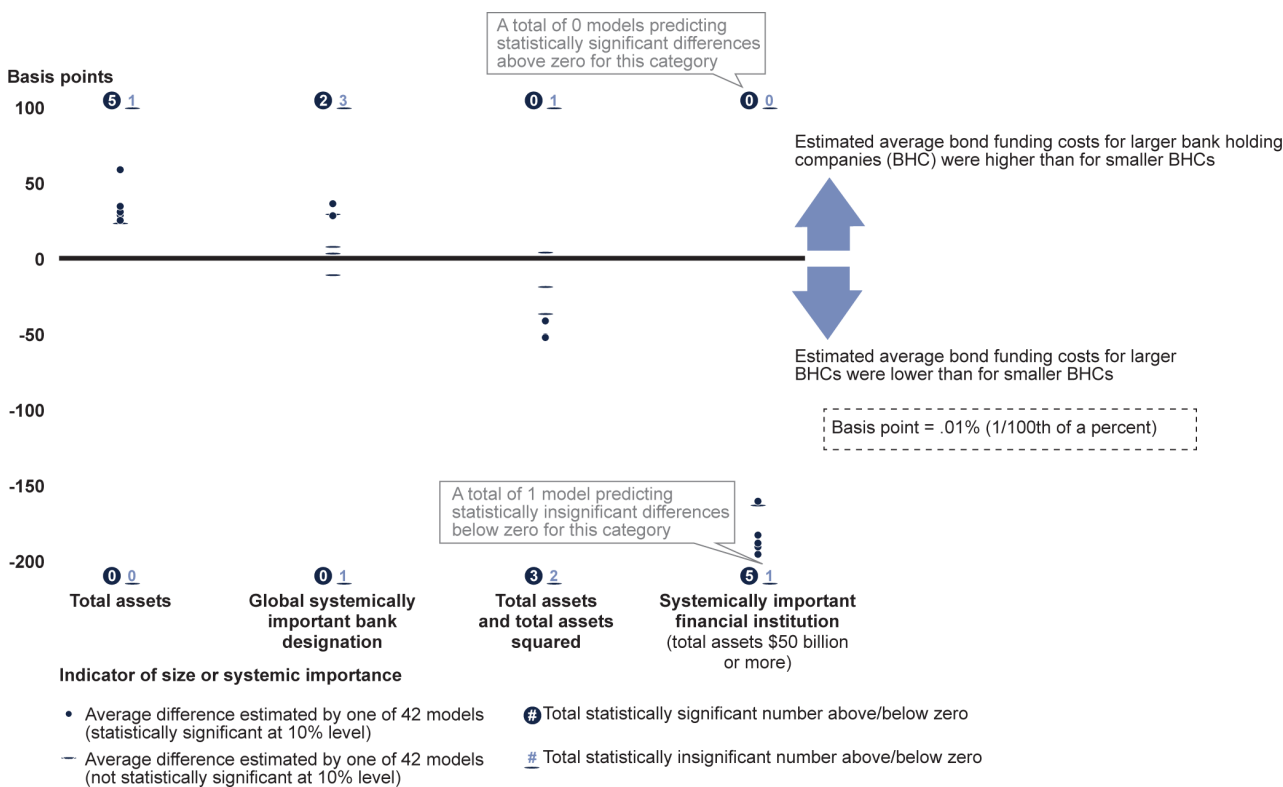 A total of 0 models predicting
statistically significant differences
above zero for this category
Basis points
5 1
2 3
0 1
0 0
100
50
0
-50
-100
-150
-200
Estimated average bond funding costs for larger bank holding
companies (BHC) were higher than for smaller BHCs
Estimated average bond funding costs for larger
BHCs were lower than for smaller BHCs
Basis point = .01% (1/100th of a percent)
A total of 1 model predicting
statistically insignificant differences
below zero for this category
0 0
0 1
3 2
5 1
Total assets
Global systemically
important bank
designation
Total assets
and total assets
squared
Systemically important
financial institution
(total assets $50 billion
or more)
Indicator of size or systemic importance
Average difference estimated by one of 42 models
(statistically significant at 10% level)
Average difference estimated by one of 42 models
(not statistically significant at 10% level)
# Total statistically significant number above/below zero
# Total statistically insignificant number above/below zero